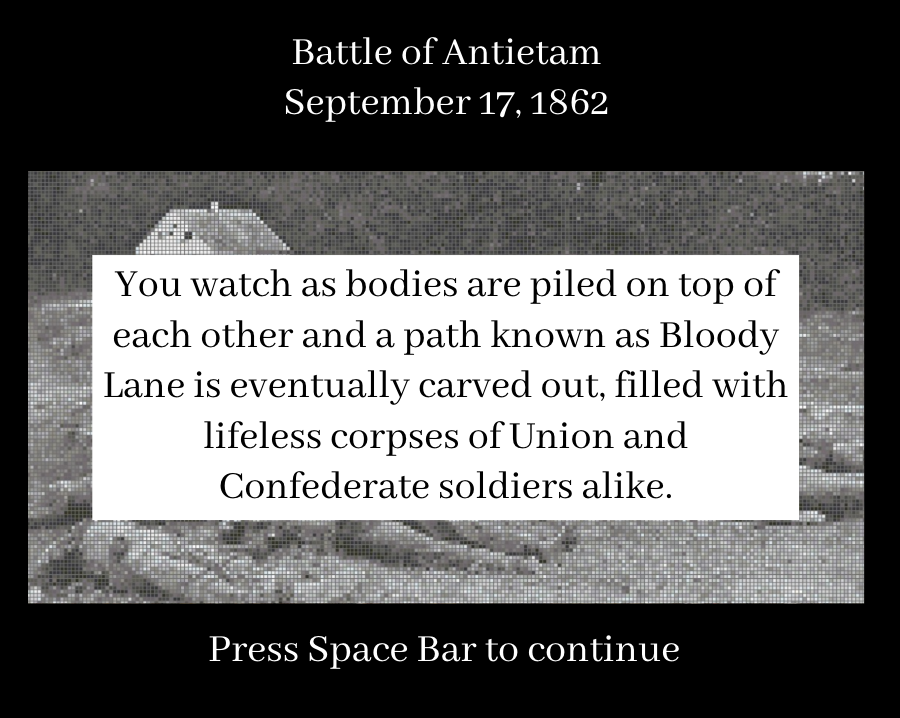 Battle of Antietam
September 17, 1862
You watch as bodies are piled on top of
each other and a path known as Bloody
Lane is eventually carved out, filled with
lifeless corpses of Union and
Confederate soldiers alike.
Press Space Bar to continue